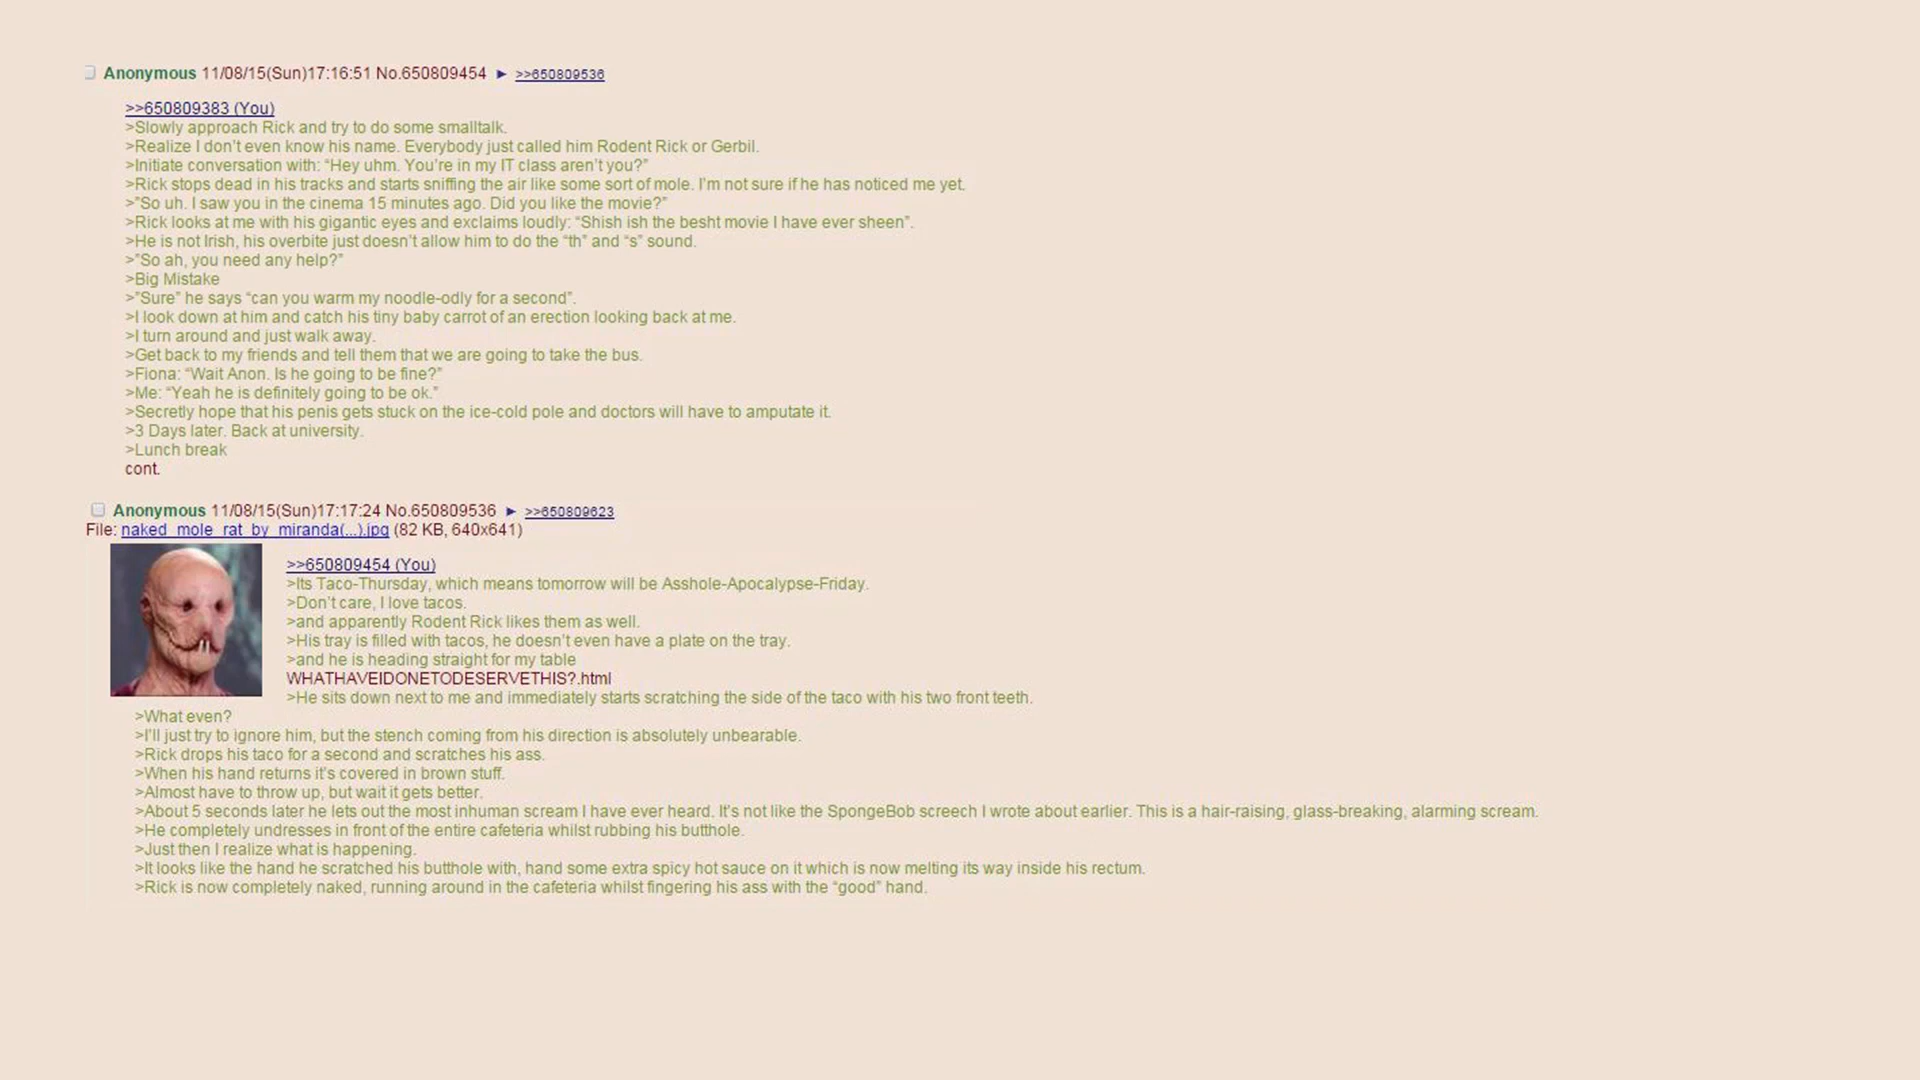 Anonymous 11/08/15(Sun)17:16:51 No.650809454 ► >>650809536
>>650809383 (You)
>Slowly approach Rick and try to do some smalltalk.
>Realize I don't even know his name. Everybody just called him Rodent Rick or Gerbil.
>Initiate conversation with: “Hey uhm. You're in my IT class aren't you?”
>Rick stops dead in his tracks and starts sniffing the air like some sort of mole. I'm not sure if he has noticed me yet.
>”So uh. I saw you in the cinema 15 minutes ago. Did you like the movie?”
>Rick looks at me with his gigantic eyes and exclaims loudly: “Shish ish the besht movie I have ever sheen”.
>He is not Irish, his overbite just doesn't allow him to do the “th” and “s” sound.
>”So ah, you need any help?”
>Big Mistake
>”Sure” he says “can you warm my noodle-odly for a second”.
>I look down at him and catch his tiny baby carrot of an erection looking back at me.
>I turn around and just walk away.
>Get back to my friends and tell them that we are going to take the bus.
>Fiona: “Wait Anon. Is he going to be fine?”
>Me: “Yeah he is definitely going to be ok.”
>Secretly hope that his penis gets stuck on the ice-cold pole and doctors will have to amputate it.
>3 Days later. Back at university.
>Lunch break
cont.
Anonymous 11/08/15(Sun)17:17:24 No.650809536 ► >>650809623
File: naked_mole_rat_by_miranda(...).jpg (82 KB, 640x641)
>>650809454 (You)
>Its Taco-Thursday, which means tomorrow will be Asshole-Apocalypse-Friday.
>Don't care, I love tacos.
>and apparently Rodent Rick likes them as well.
>His tray is filled with tacos, he doesn't even have a plate on the tray.
>and he is heading straight for my table
WHATHAVEIDONETODESERVETHIS?.html
>He sits down next to me and immediately starts scratching the side of the taco with his two front teeth.
>What even?
>I'll just try to ignore him, but the stench coming from his direction is absolutely unbearable.
>Rick drops his taco for a second and scratches his ass.
>When his hand returns it's covered in brown stuff.
>Almost have to throw up, but wait it gets better.
>About 5 seconds later he lets out the most inhuman scream I have ever heard. It's not like the SpongeBob screech I wrote about earlier. This is a hair-raising, glass-breaking, alarming scream.
>He completely undresses in front of the entire cafeteria whilst rubbing his butthole.
>Just then I realize what is happening.
>It looks like the hand he scratched his butthole with, hand some extra spicy hot sauce on it which is now melting its way inside his rectum.
>Rick is now completely naked, running around in the cafeteria whilst fingering his ass with the “good” hand.